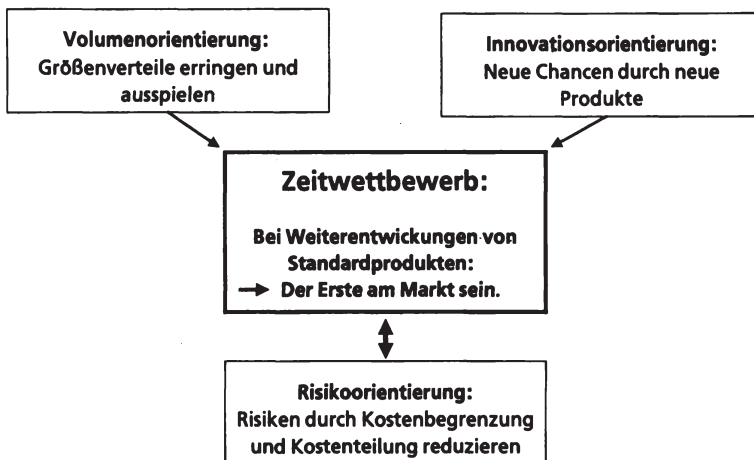 Volumenorientierung:
Größenverteile erringen und
ausspielen
Innovationsorientierung:
Neue Chancen durch neue
Produkte
Zeitwettbewerb:
Bei Weiterentwickungen von
Standardprodukten:
→ Der Erste am Markt sein.
Risikoorientierung:
Risiken durch Kostenbegrenzung
und Kostenteilung reduzieren